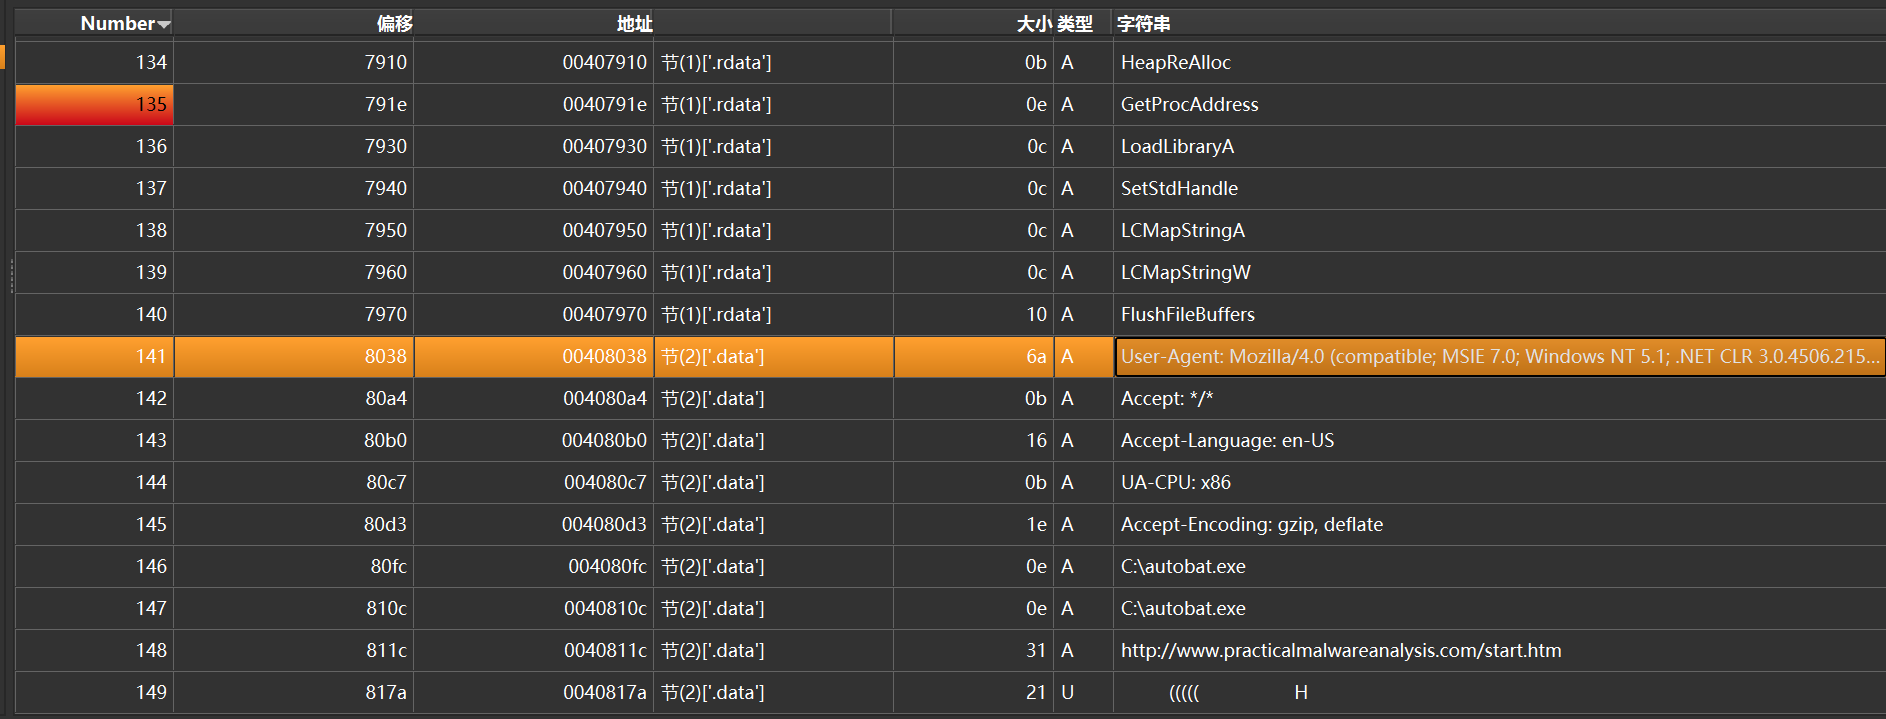 Number 偏移 地址 大小 类型 字符串
134 7910 00407910 节(1)['.rdata'] 0b A HeapReAlloc
135 791e 0040791e 节(1)['.rdata'] 0e A GetProcAddress
136 7930 00407930 节(1)['.rdata'] 0c A LoadLibraryA
137 7940 00407940 节(1)['.rdata'] 0c A SetStdHandle
138 7950 00407950 节(1)['.rdata'] 0c A LCMapStringA
139 7960 00407960 节(1)['.rdata'] 0c A LCMapStringW
140 7970 00407970 节(1)['.rdata'] 10 A FlushFileBuffers
141 8038 00408038 节(2)['.data'] 6a A User-Agent: Mozilla/4.0 (compatible; MSIE 7.0; Windows NT 5.1; .NET CLR 3.0.4506.215...
142 80a4 004080a4 节(2)['.data'] 0b A Accept: */*
143 80b0 004080b0 节(2)['.data'] 16 A Accept-Language: en-US
144 80c7 004080c7 节(2)['.data'] 0b A UA-CPU: x86
145 80d3 004080d3 节(2)['.data'] 1e A Accept-Encoding: gzip, deflate
146 80fc 004080fc 节(2)['.data'] 0e A C:\autobat.exe
147 810c 0040810c 节(2)['.data'] 0e A C:\autobat.exe
148 811c 0040811c 节(2)['.data'] 31 A http://www.practicalmalwareanalysis.com/start.htm
149 817a 0040817a 节(2)['.data'] 21 U (((((   H